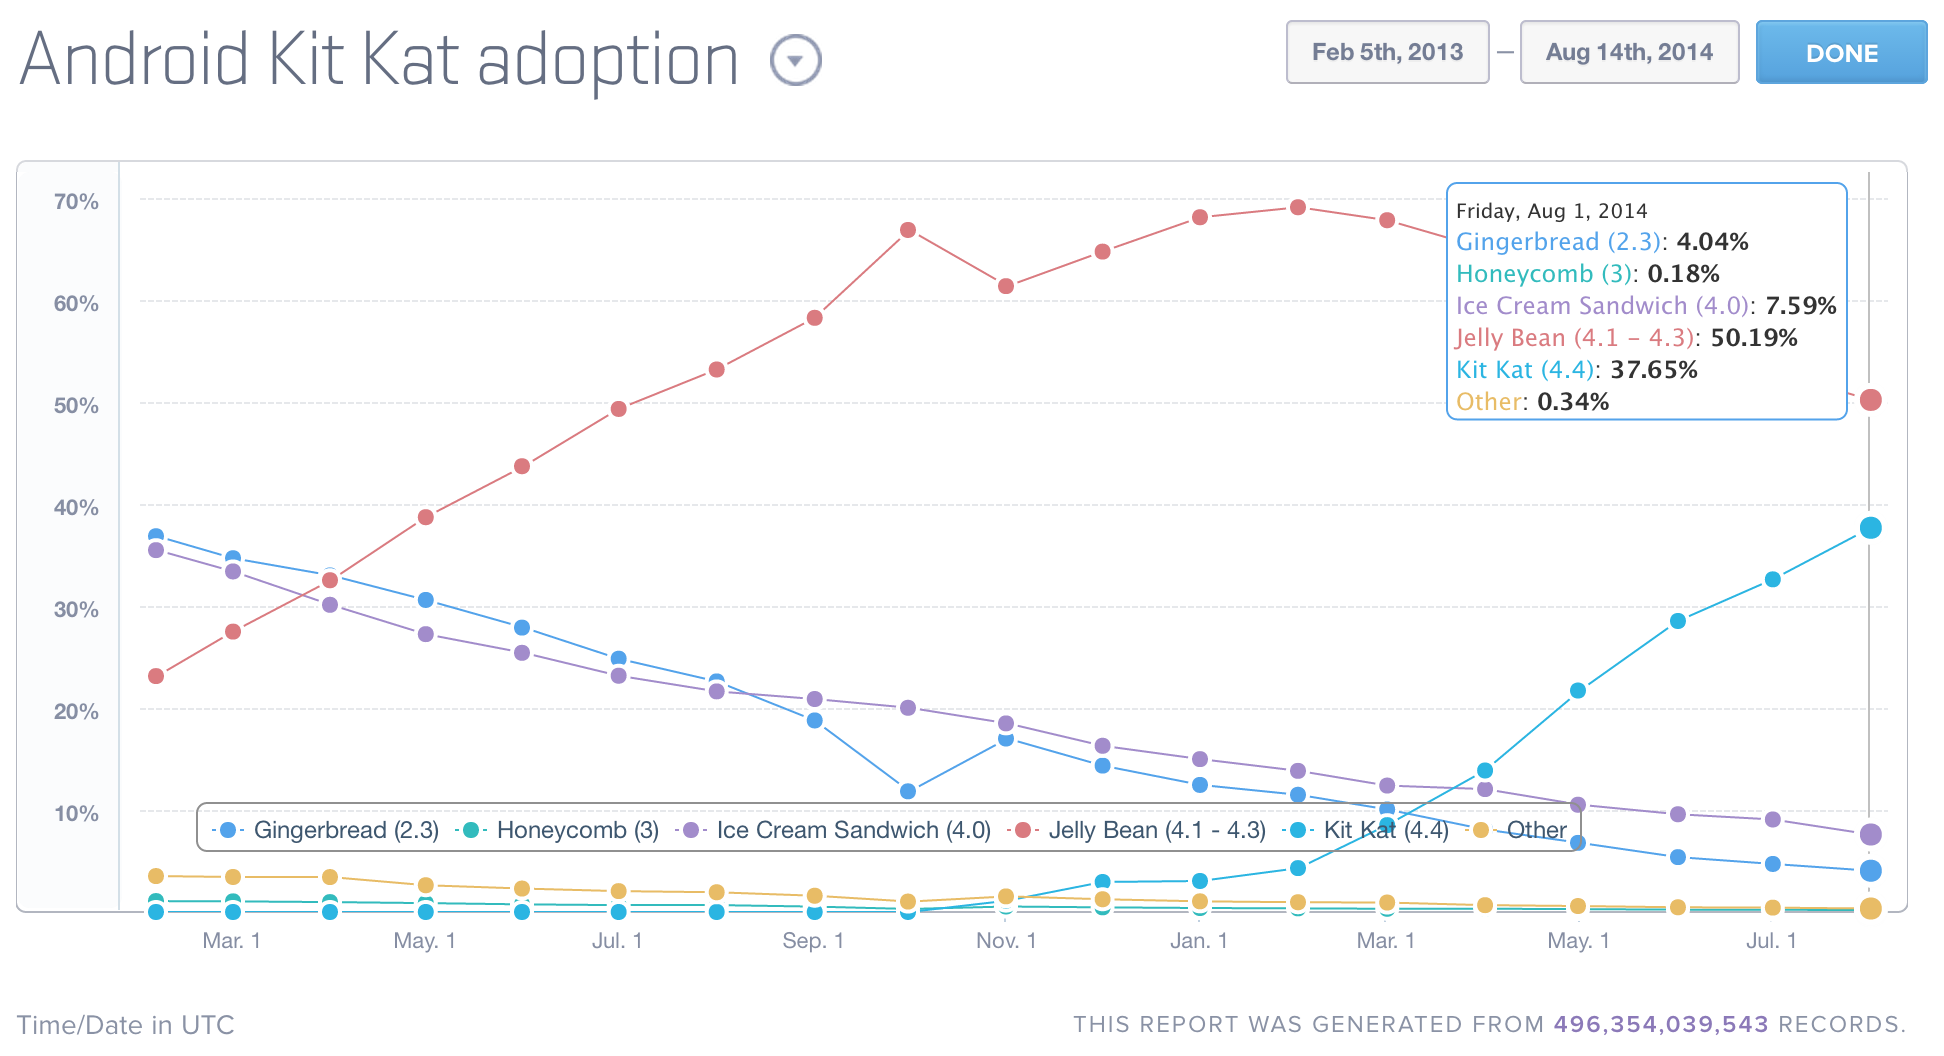 Android Kit Kat adoption
Feb 5th, 2013 – Aug 14th, 2014 DONE
70%
60%
50%
40%
30%
20%
10%
Friday, Aug 1, 2014
Gingerbread (2.3): 4.04%
Honeycomb (3): 0.18%
Ice Cream Sandwich (4.0): 7.59%
Jelly Bean (4.1 – 4.3): 50.19%
Kit Kat (4.4): 37.65%
Other: 0.34%
Gingerbread (2.3) Honeycomb (3) Ice Cream Sandwich (4.0) Jelly Bean (4.1 - 4.3) Kit Kat (4.4) Other
Mar. 1 May. 1 Jul. 1 Sep. 1 Nov. 1 Jan. 1 Mar. 1 May. 1 Jul. 1
Time/Date in UTC
THIS REPORT WAS GENERATED FROM 496,354,039,543 RECORDS.